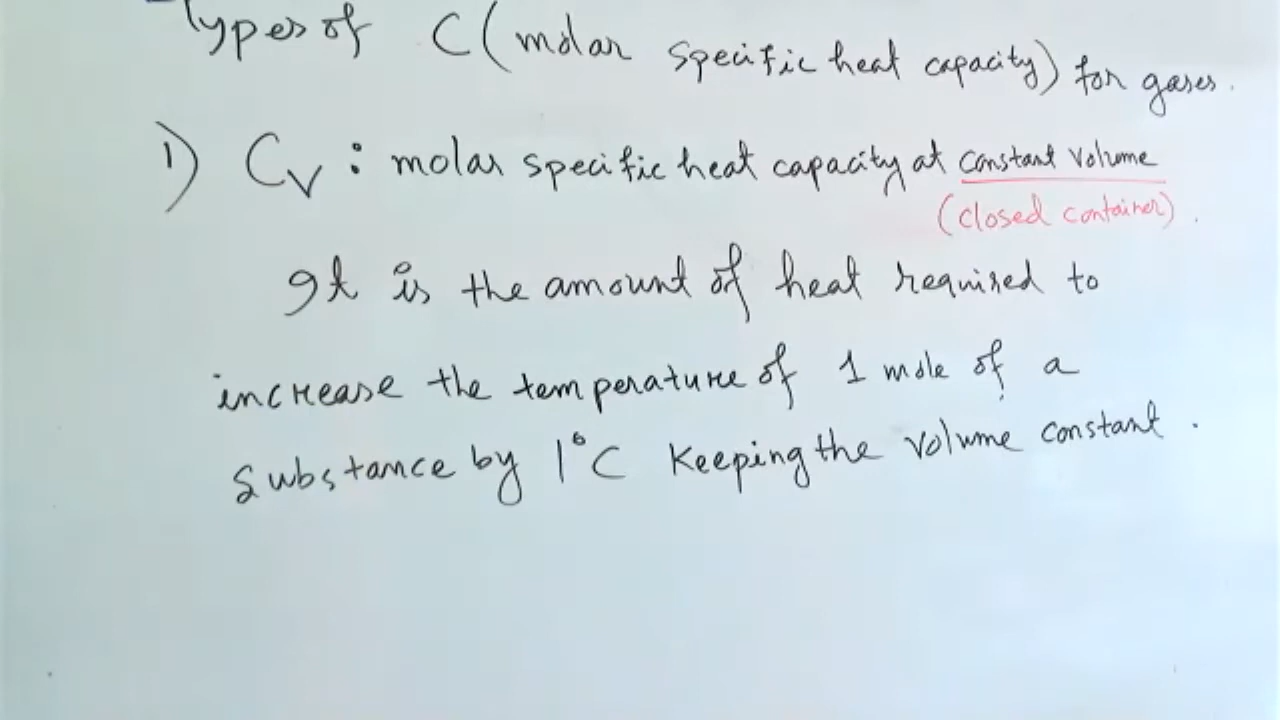 Types of C (molar specific heat capacity) for gases.
1) Cv : molar specific heat capacity at constant volume
(closed container).
It is the amount of heat required to
increase the temperature of 1 mole of a
substance by 1°C keeping the volume constant.